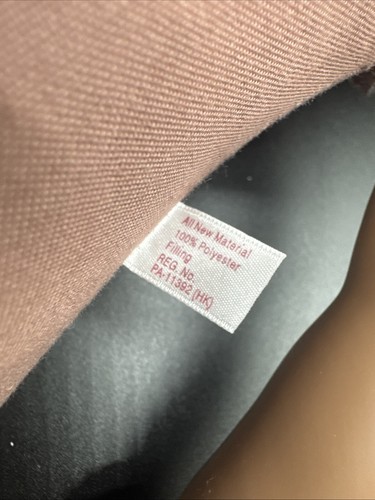 All New Material
100% Polyester
Filling
REG. No.
PA-11392 (HK)